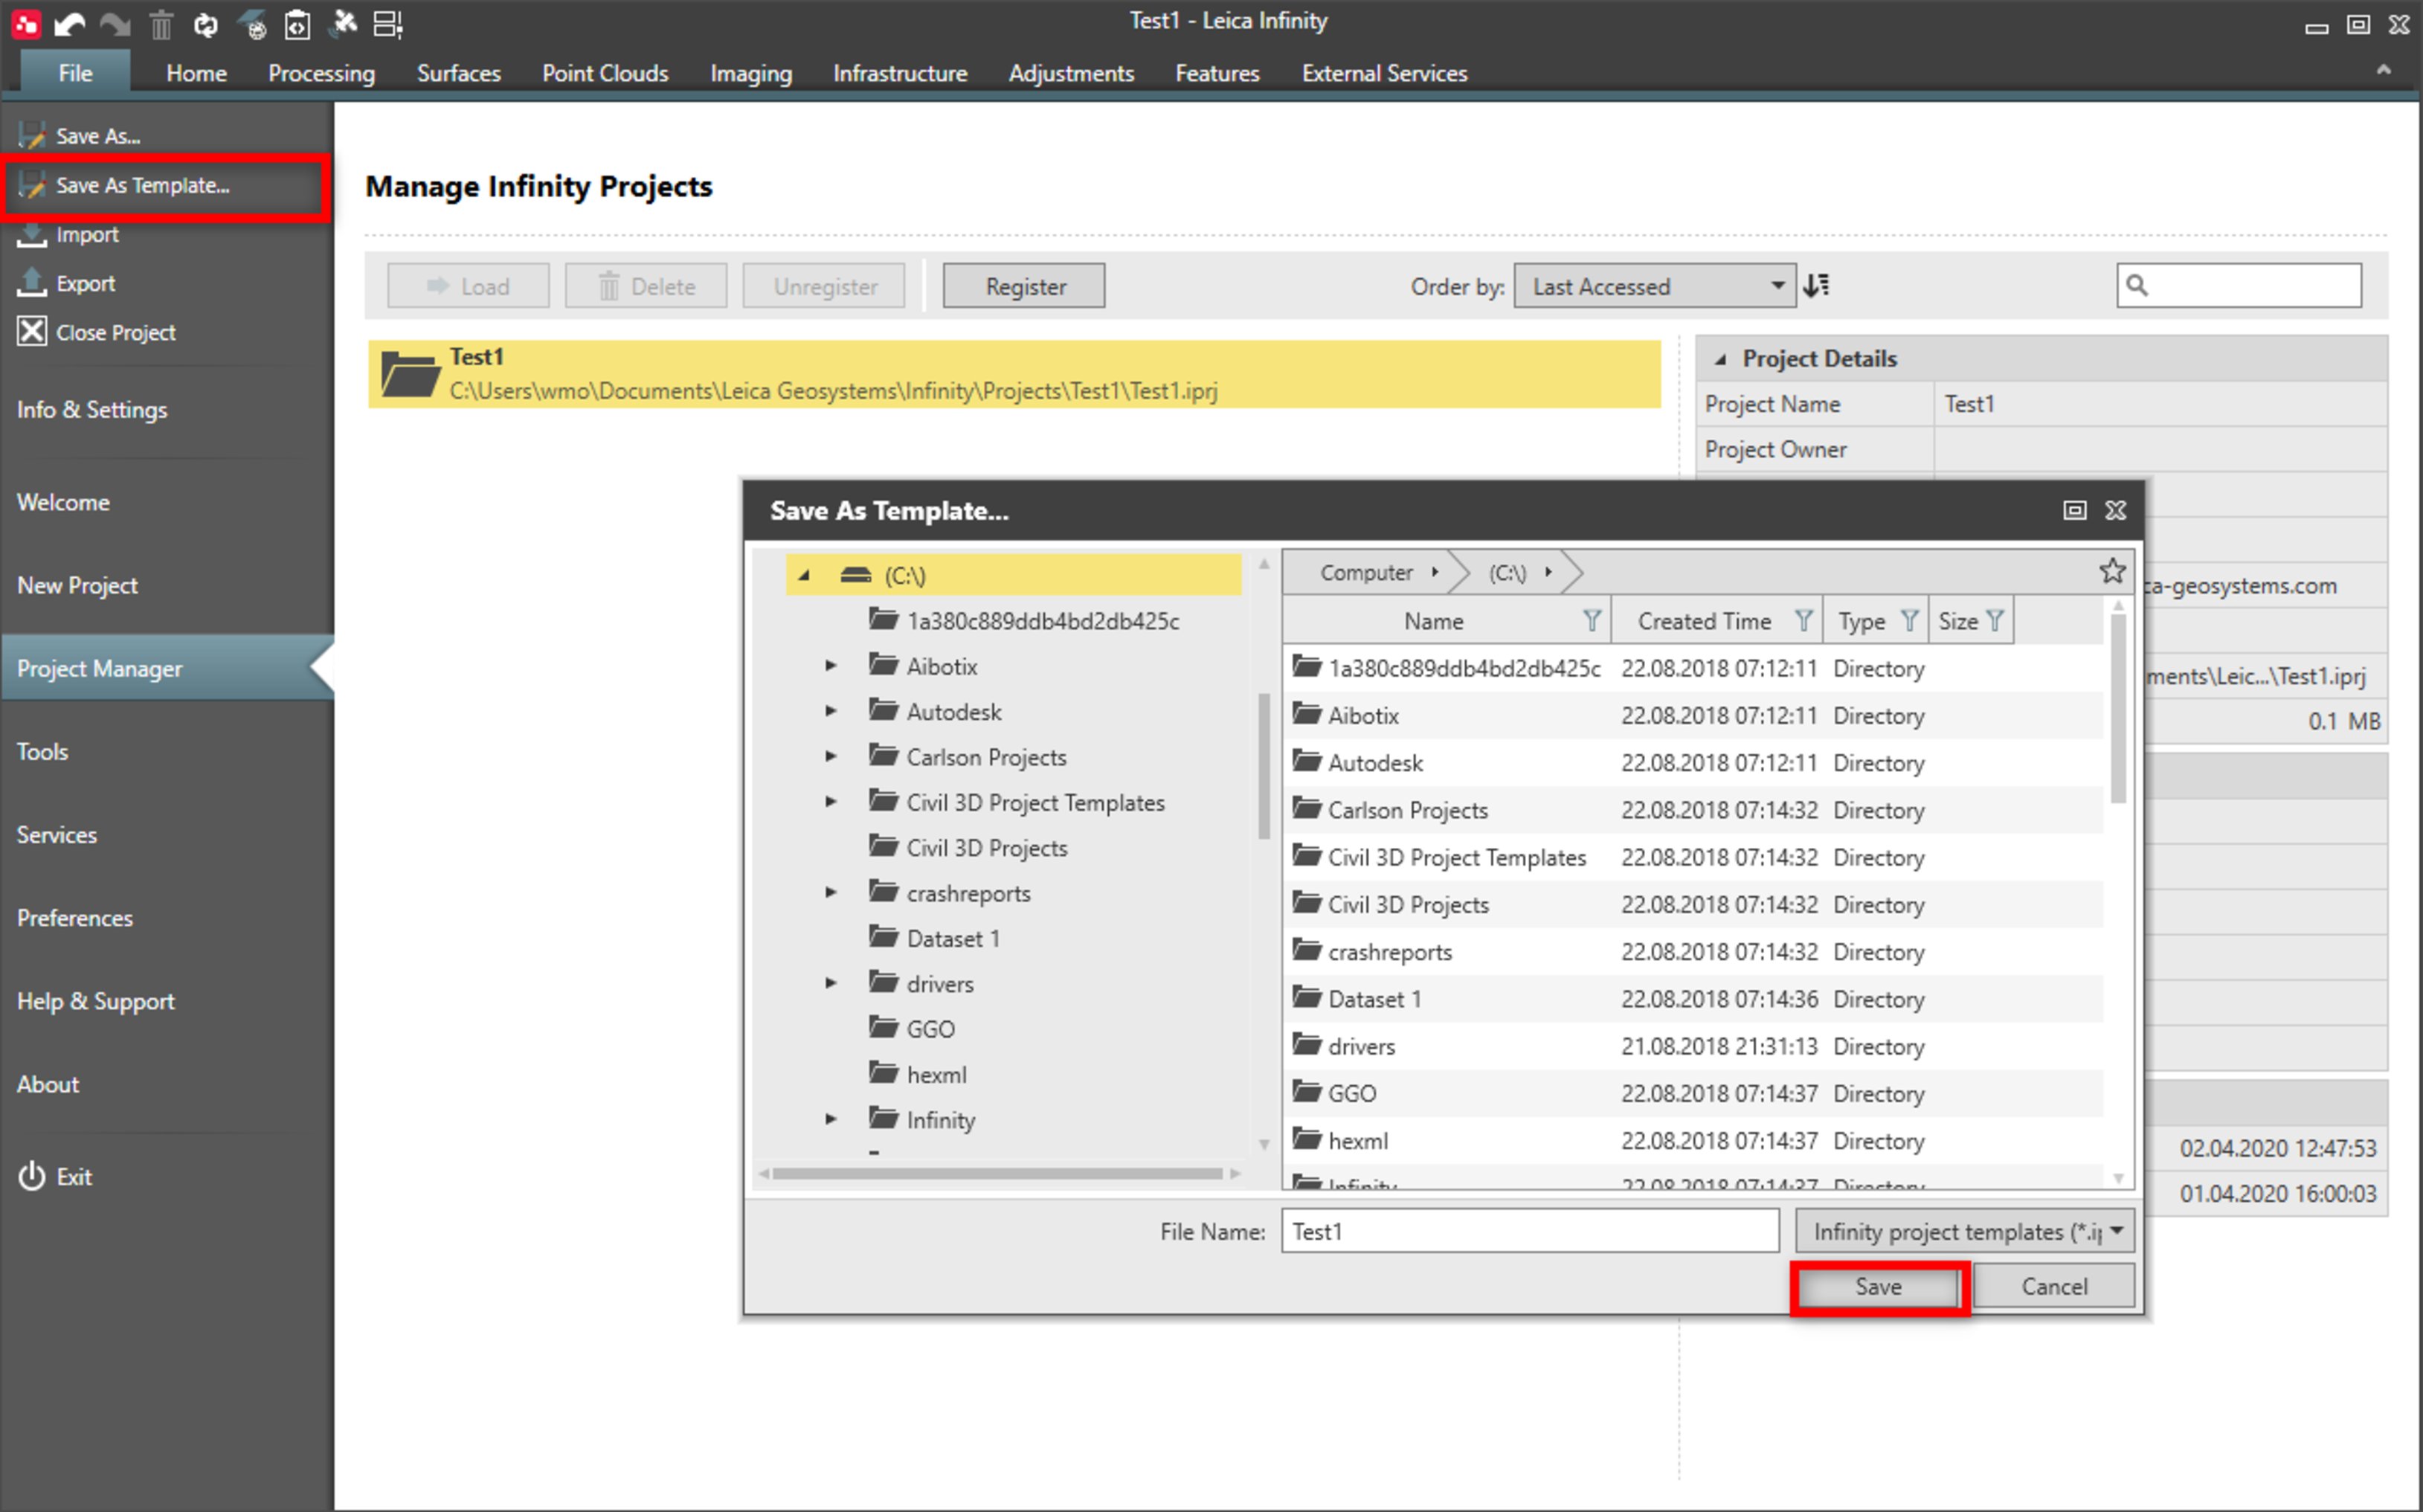 Test1 - Leica Infinity
File Home Processing Surfaces Point Clouds Imaging Infrastructure Adjustments Features External Services
Save As...
Save As Template...
Import
Export
Close Project
Info & Settings
Welcome
New Project
Project Manager
Tools
Services
Preferences
Help & Support
About
Exit
Manage Infinity Projects
Load Delete Unregister Register Order by: Last Accessed
Test1
C:\Users\wmo\Documents\Leica Geosystems\Infinity\Projects\Test1\Test1.iprj
Project Details
Project Name Test1
Project Owner
ca-geosystems.com
ments\Leic...\Test1.iprj
0.1 MB
02.04.2020 12:47:53
01.04.2020 16:00:03
Save As Template...
(C:\)
1a380c889ddb4bd2db425c
Aibotix
Autodesk
Carlson Projects
Civil 3D Project Templates
Civil 3D Projects
crashreports
Dataset 1
drivers
GGO
hexml
Infinity
Computer (C:\)
Name Created Time Type Size
1a380c889ddb4bd2db425c 22.08.2018 07:12:11 Directory
Aibotix 22.08.2018 07:12:11 Directory
Autodesk 22.08.2018 07:12:11 Directory
Carlson Projects 22.08.2018 07:14:32 Directory
Civil 3D Project Templates 22.08.2018 07:14:32 Directory
Civil 3D Projects 22.08.2018 07:14:32 Directory
crashreports 22.08.2018 07:14:32 Directory
Dataset 1 22.08.2018 07:14:36 Directory
drivers 21.08.2018 21:31:13 Directory
GGO 22.08.2018 07:14:37 Directory
hexml 22.08.2018 07:14:37 Directory
Infinity 22.08.2018 07:14:37 Directory
File Name: Test1 Infinity project templates (*.ip
Save Cancel